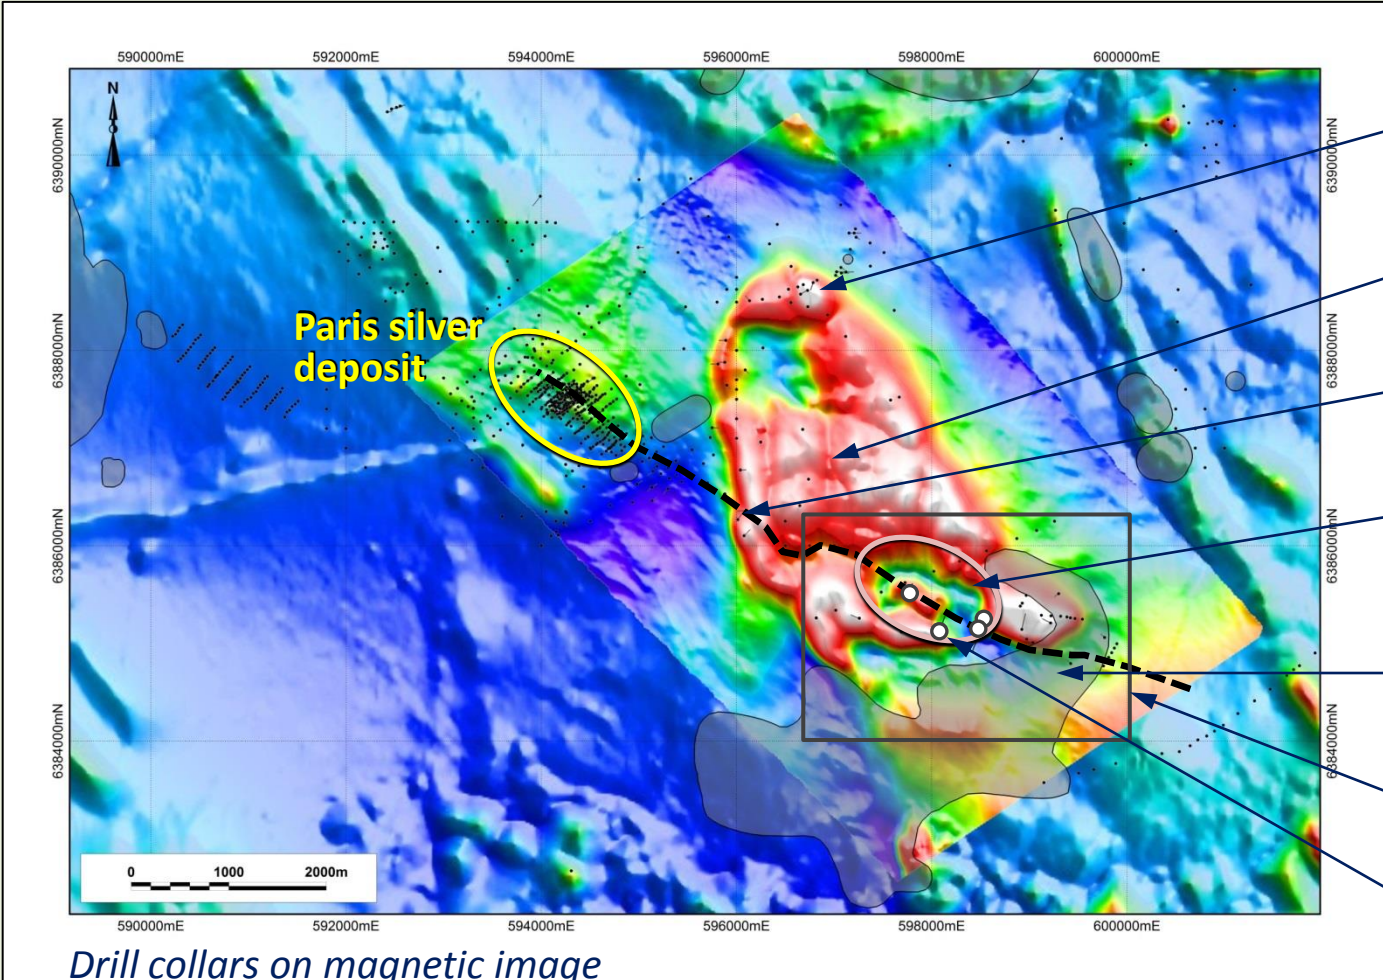 590000mE 592000mE 594000mE 596000mE 598000mE 600000mE
N
6390000mN 6390000mN
Paris silver
deposit
6388000mN 6388000mN
6386000mN 6386000mN
6384000mN 6384000mN
0 1000 2000m
590000mE 592000mE 594000mE 596000mE 598000mE 600000mE
Drill collars on magnetic image